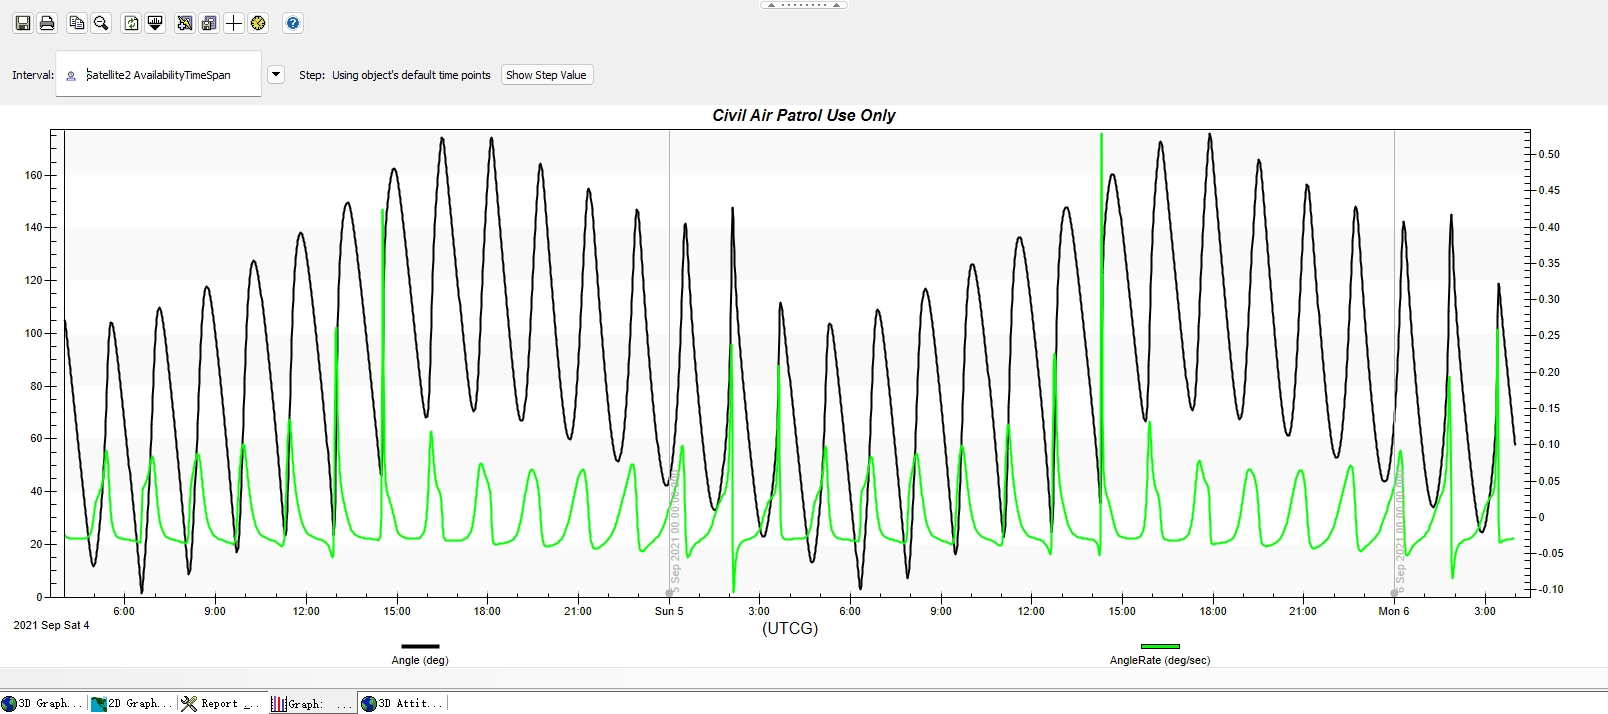 Interval: Satellite2 AvailabilityTimeSpan Step: Using object's default time points Show Step Value
Civil Air Patrol Use Only
160
140
120
100
80
60
40
20
0
0.50
0.45
0.40
0.35
0.30
0.25
0.20
0.15
0.10
0.05
0
-0.05
-0.10
5 Sep 2021 00:00:00.000
6 Sep 2021 00:00:00.000
6:00 9:00 12:00 15:00 18:00 21:00 Sun 5 3:00 6:00 9:00 12:00 15:00 18:00 21:00 Mon 6 3:00
2021 Sep Sat 4
(UTCG)
Angle (deg) AngleRate (deg/sec)
3D Graph... 2D Graph... Report _.. Graph: ... 3D Attit...